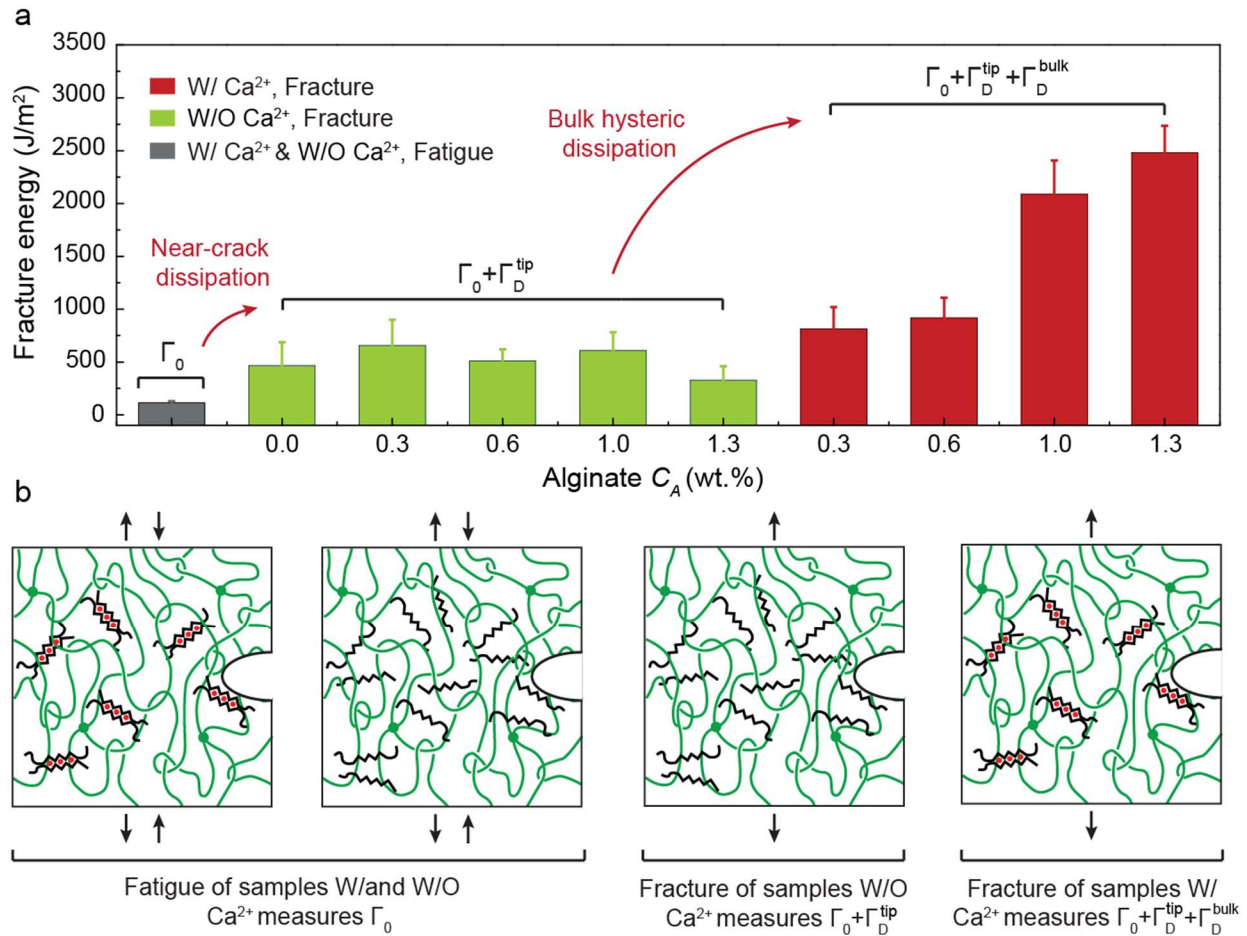 a
3500
3000
2500
2000
1500
1000
500
0
Fracture energy (J/m²)
W/ Ca²⁺, Fracture
W/O Ca²⁺, Fracture
W/ Ca²⁺ & W/O Ca²⁺, Fatigue
Near-crack
dissipation
Bulk hysteric
dissipation
Γ₀
Γ₀+Γ_D^tip
Γ₀+Γ_D^tip+Γ_D^bulk
0.0 0.3 0.6 1.0 1.3 0.3 0.6 1.0 1.3
Alginate C_A (wt.%)
b
Fatigue of samples W/and W/O
Ca²⁺ measures Γ₀
Fracture of samples W/O
Ca²⁺ measures Γ₀+Γ_D^tip
Fracture of samples W/
Ca²⁺ measures Γ₀+Γ_D^tip+Γ_D^bulk